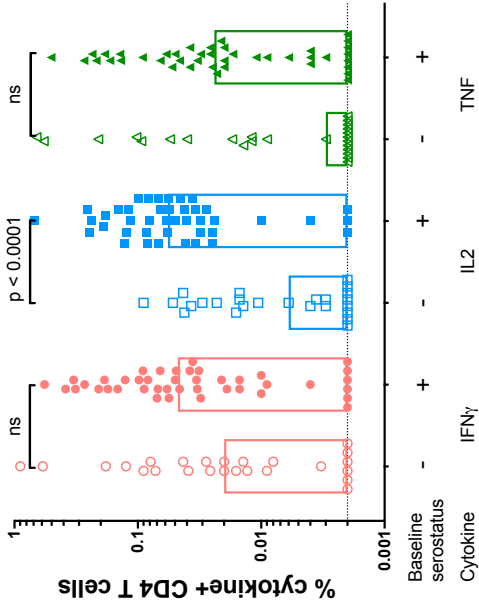 ns
p < 0.0001
ns
1
0.1
0.01
0.001
% cytokine+ CD4 T cells
Baseline serostatus - + - + - +
Cytokine IFNγ IL2 TNF